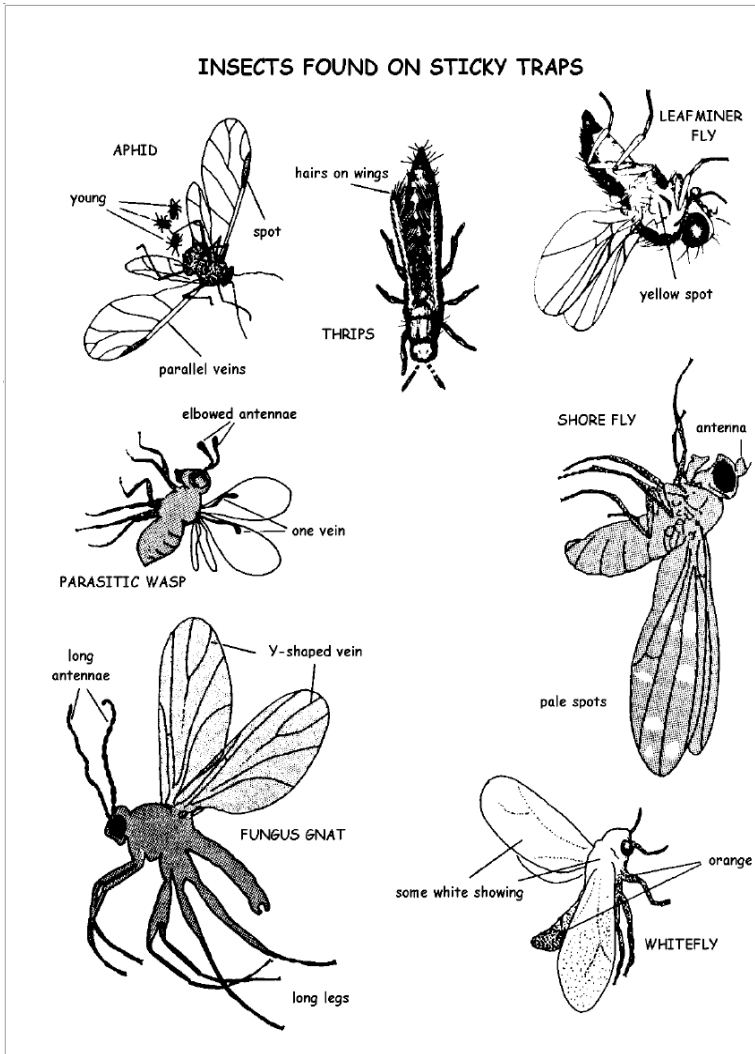 INSECTS FOUND ON STICKY TRAPS
APHID
young
spot
parallel veins
hairs on wings
THRIPS
LEAFMINER
FLY
yellow spot
elbowed antennae
one vein
PARASITIC WASP
SHORE FLY
antenna
pale spots
long
antennae
Y-shaped vein
FUNGUS GNAT
long legs
some white showing
orange
WHITEFLY